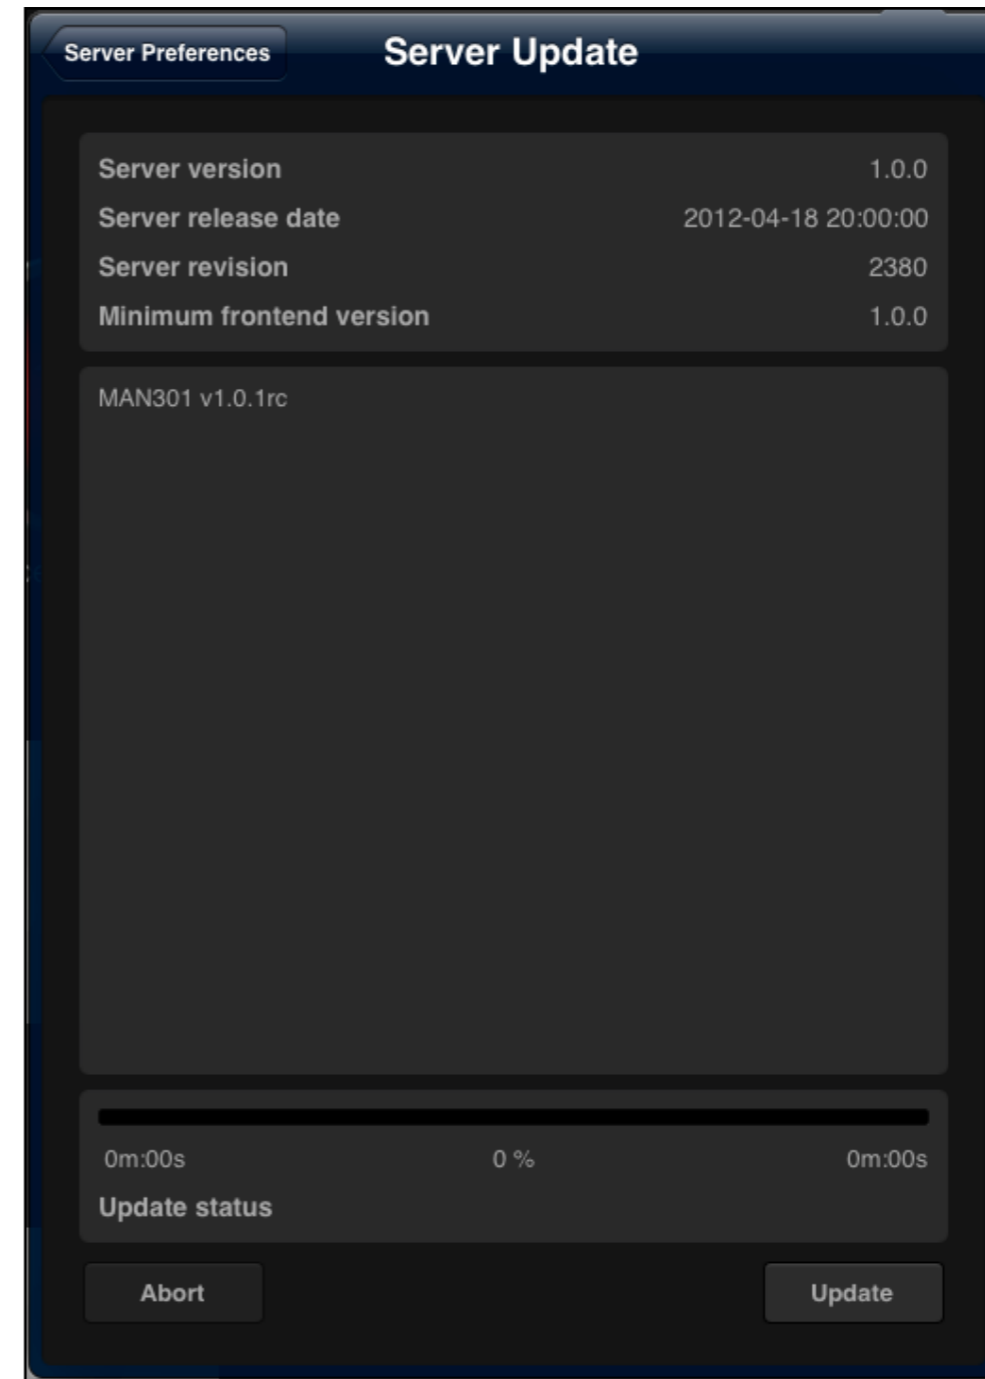 Server Preferences Server Update
Server version 1.0.0
Server release date 2012-04-18 20:00:00
Server revision 2380
Minimum frontend version 1.0.0
MAN301 v1.0.1rc
0m:00s 0 % 0m:00s
Update status
Abort Update